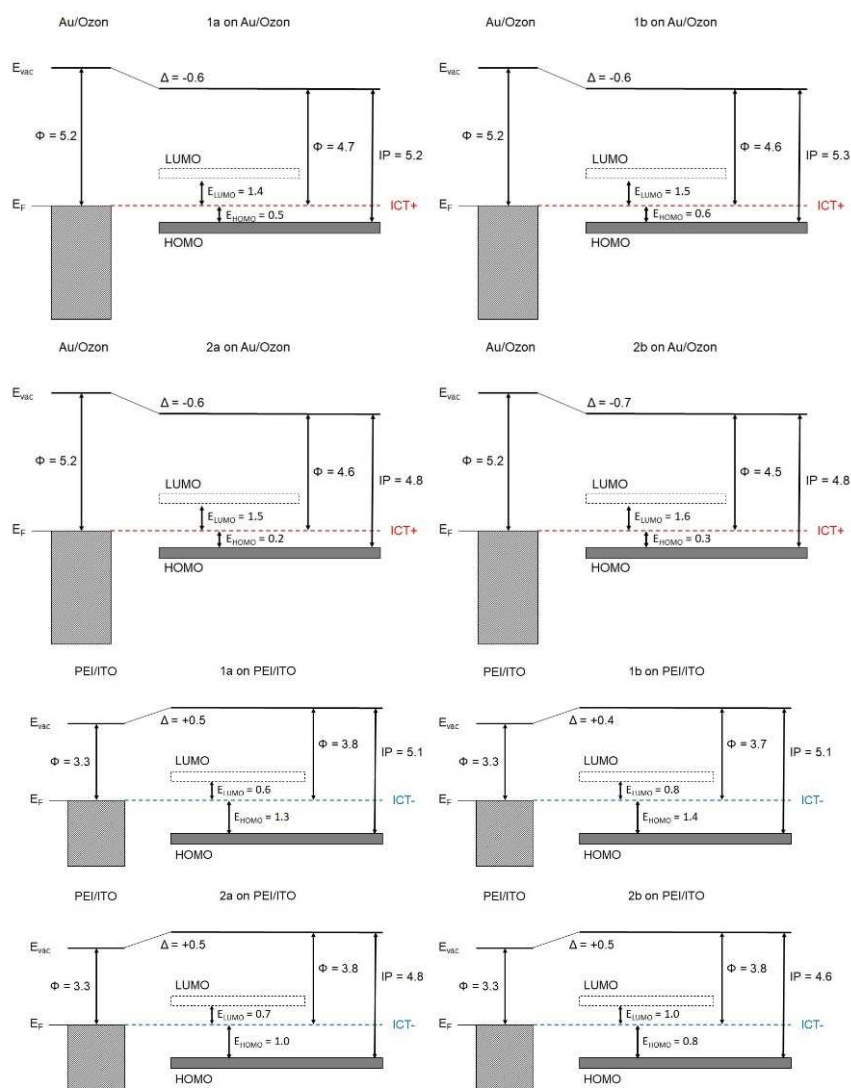 Au/Ozon 1a on Au/Ozon
E_vac
Δ = -0.6
Φ = 5.2
Φ = 4.7
IP = 5.2
LUMO
E_LUMO = 1.4
E_F
ICT+
E_HOMO = 0.5
HOMO
Au/Ozon 1b on Au/Ozon
E_vac
Δ = -0.6
Φ = 5.2
Φ = 4.6
IP = 5.3
LUMO
E_LUMO = 1.5
E_F
ICT+
E_HOMO = 0.6
HOMO
Au/Ozon 2a on Au/Ozon
E_vac
Δ = -0.6
Φ = 5.2
Φ = 4.6
IP = 4.8
LUMO
E_LUMO = 1.5
E_F
ICT+
E_HOMO = 0.2
HOMO
Au/Ozon 2b on Au/Ozon
E_vac
Δ = -0.7
Φ = 5.2
Φ = 4.5
IP = 4.8
LUMO
E_LUMO = 1.6
E_F
ICT+
E_HOMO = 0.3
HOMO
PEI/ITO 1a on PEI/ITO
E_vac
Δ = +0.5
Φ = 3.3
Φ = 3.8
IP = 5.1
LUMO
E_LUMO = 0.6
E_F
ICT-
E_HOMO = 1.3
HOMO
PEI/ITO 1b on PEI/ITO
E_vac
Δ = +0.4
Φ = 3.3
Φ = 3.7
IP = 5.1
LUMO
E_LUMO = 0.8
E_F
ICT-
E_HOMO = 1.4
HOMO
PEI/ITO 2a on PEI/ITO
E_vac
Δ = +0.5
Φ = 3.3
Φ = 3.8
IP = 4.8
LUMO
E_LUMO = 0.7
E_F
ICT-
E_HOMO = 1.0
HOMO
PEI/ITO 2b on PEI/ITO
E_vac
Δ = +0.5
Φ = 3.3
Φ = 3.8
IP = 4.6
LUMO
E_LUMO = 1.0
E_F
ICT-
E_HOMO = 0.8
HOMO